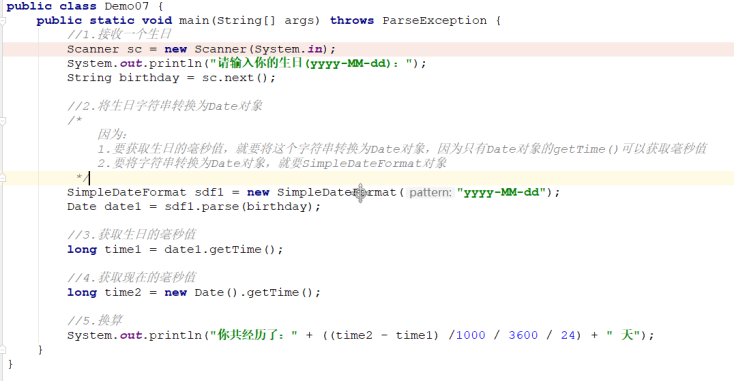 public class Demo07 {
    public static void main(String[] args) throws ParseException {
        //1.接收一个生日
        Scanner sc = new Scanner(System.in);
        System.out.println("请输入你的生日(yyyy-MM-dd)：");
        String birthday = sc.next();
        //2.将生日字符串转换为Date对象
        /*
            因为：
            1.要获取生日的毫秒值，就要将这个字符串转换为Date对象，因为只有Date对象的getTime()可以获取毫秒值
            2.要将字符串转换为Date对象，就要SimpleDateFormat对象
         */
        SimpleDateFormat sdf1 = new SimpleDateFormat( pattern: "yyyy-MM-dd");
        Date date1 = sdf1.parse(birthday);
        //3.获取生日的毫秒值
        long time1 = date1.getTime();
        //4.获取现在的毫秒值
        long time2 = new Date().getTime();
        //5.换算
        System.out.println("你共经历了：" + ((time2 - time1) /1000 / 3600 / 24) + " 天");
    }
}